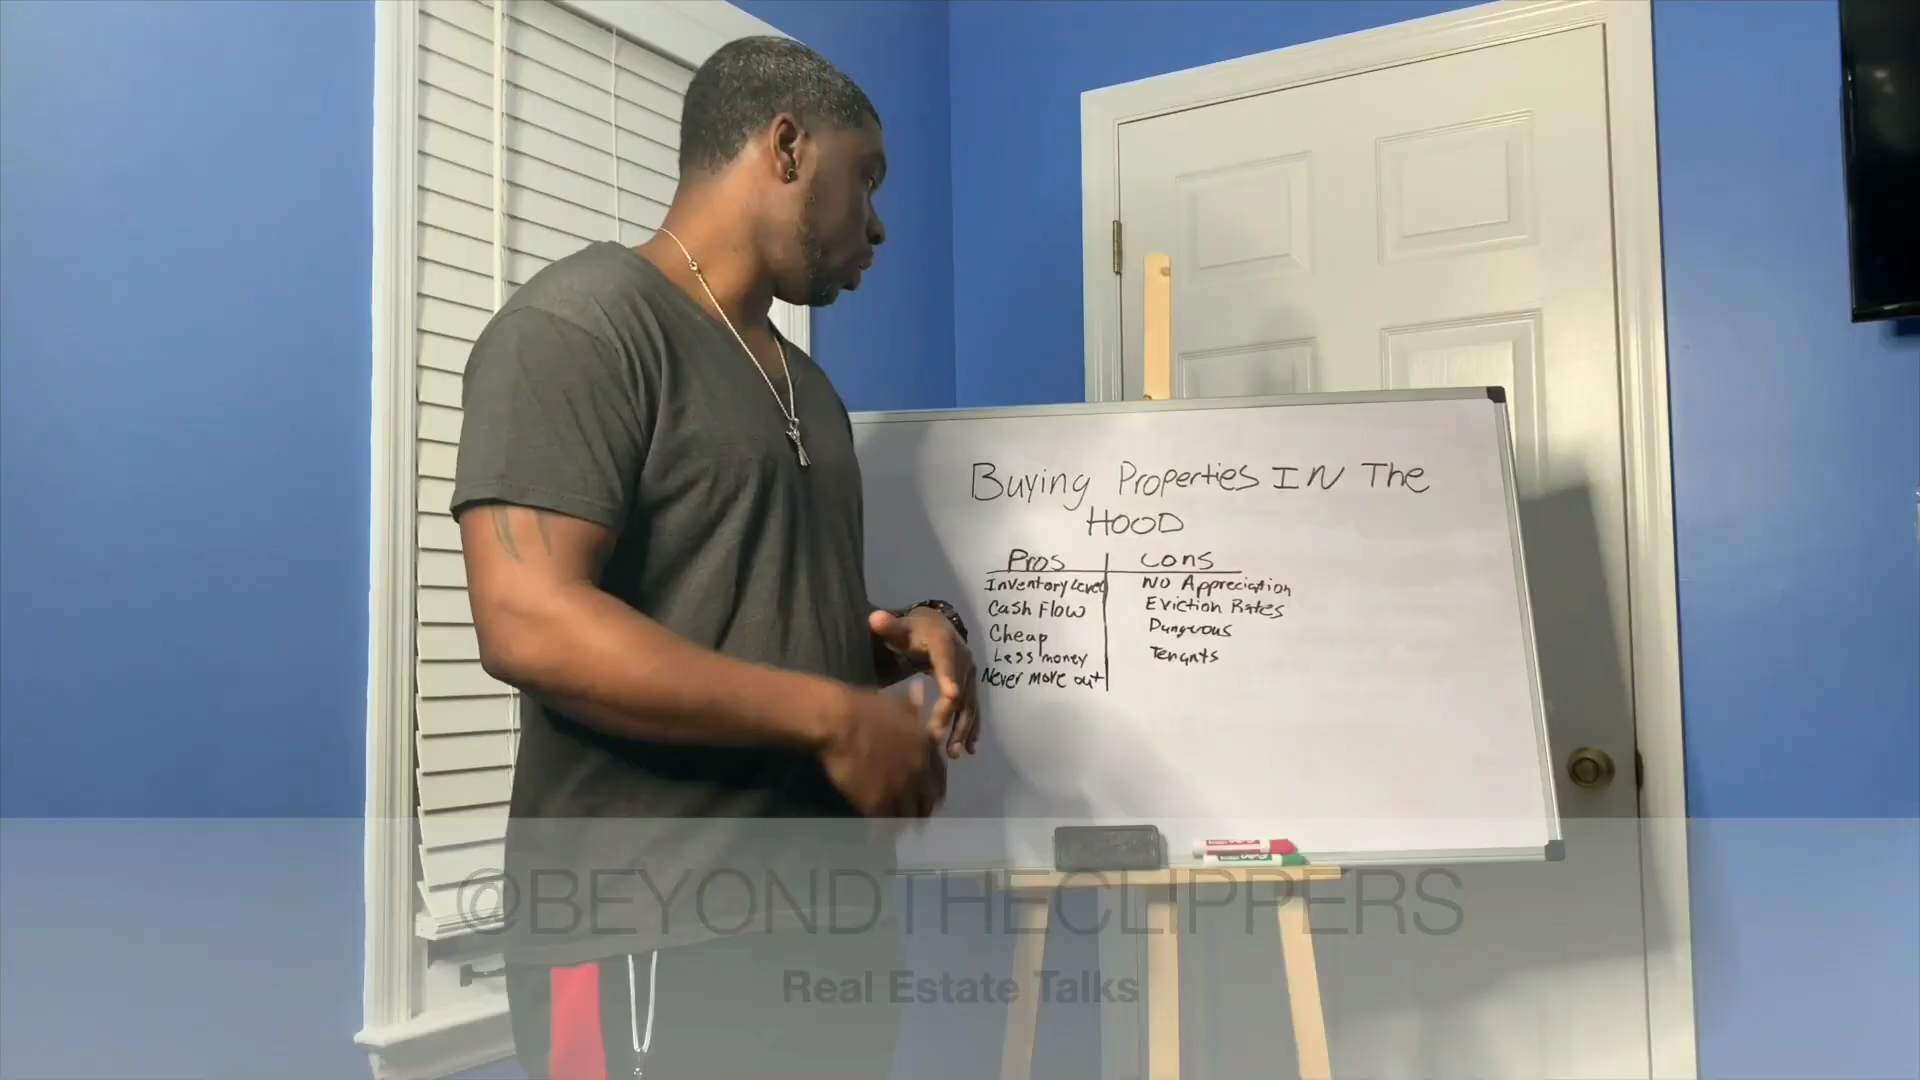 Buying Properties IN The
HOOD
Pros
Cons
Inventory Level
Cash Flow
Cheap
Less money
Never move out
No Appreciation
Eviction Rates
Dangerous
Tenants
@BEYONDTHECLIPPERS
Real Estate Talks